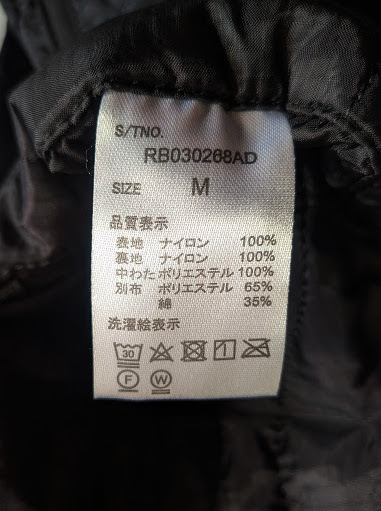 S/TNO.
RB030268AD
SIZE M
品質表示
表地 ナイロン 100%
裏地 ナイロン 100%
中わた ポリエステル 100%
別布 ポリエステル 65%
綿 35%
洗濯絵表示
30
F W